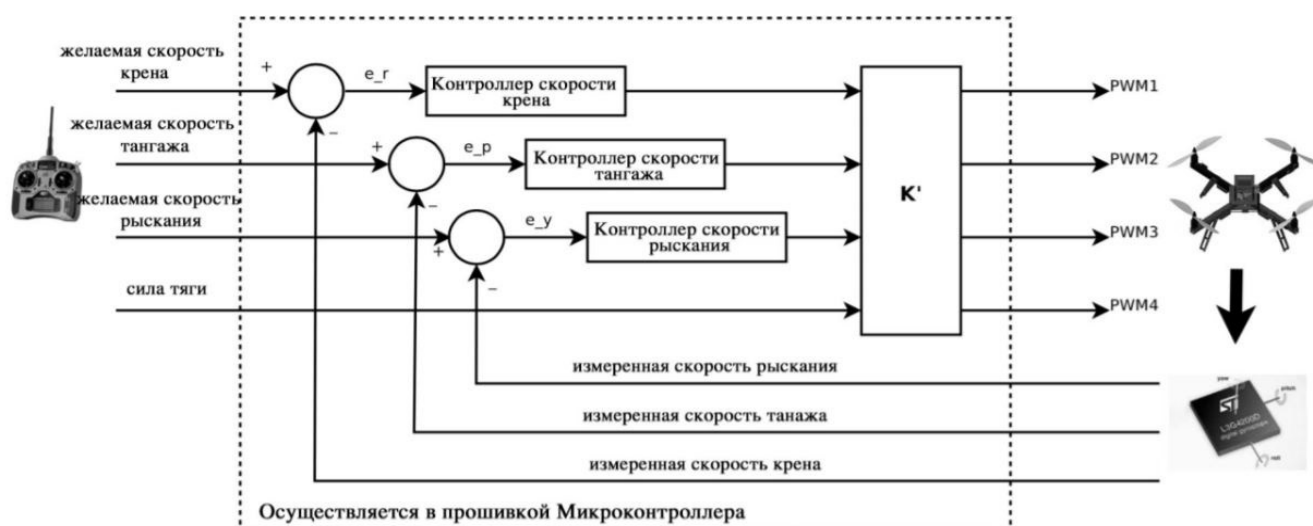 желаемая скорость
крена
+
e_r
Контроллер скорости
крена
PWM1
–
желаемая скорость
тангажа
+
e_p
Контроллер скорости
тангажа
K'
PWM2
–
желаемая скорость
рыскания
+
e_y
Контроллер скорости
рыскания
PWM3
–
сила тяги
PWM4
измеренная скорость рыскания
измеренная скорость танажа
измеренная скорость крена
L3G4200D
Осуществляется в прошивкой Микроконтроллера